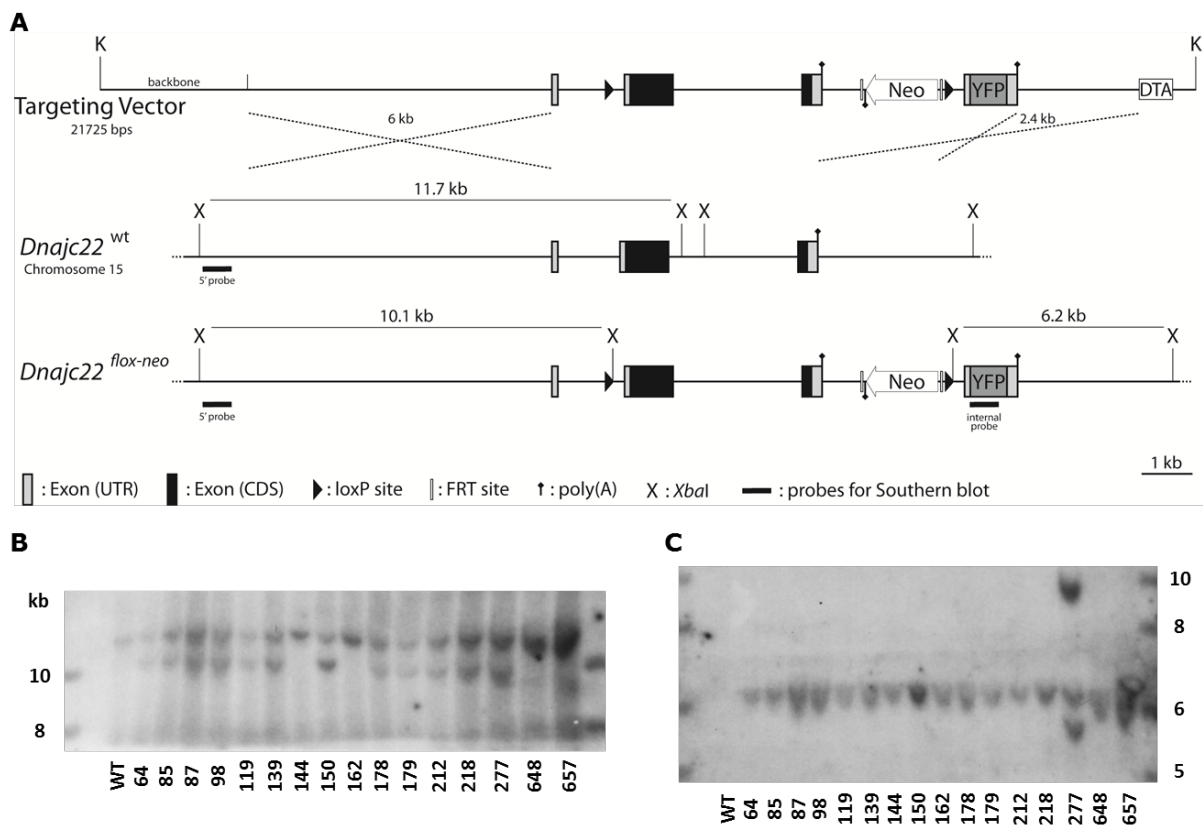 A
K K
backbone
Targeting Vector
21725 bps
Neo
YFP
DTA
6 kb
2.4 kb
11.7 kb
X X X X
Dnajc22 wt
Chromosome 15
5' probe
10.1 kb
6.2 kb
X X X X
Dnajc22 flox-neo
Neo
YFP
5' probe
internal
probe
1 kb
: Exon (UTR) : Exon (CDS) : loxP site : FRT site : poly(A) X : XbaI : probes for Southern blot
B
kb
10
8
WT 64 85 87 98 119 139 144 150 162 178 179 212 218 277 648 657
C
10
8
6
5
WT 64 85 87 98 119 139 144 150 162 178 179 212 218 277 648 657